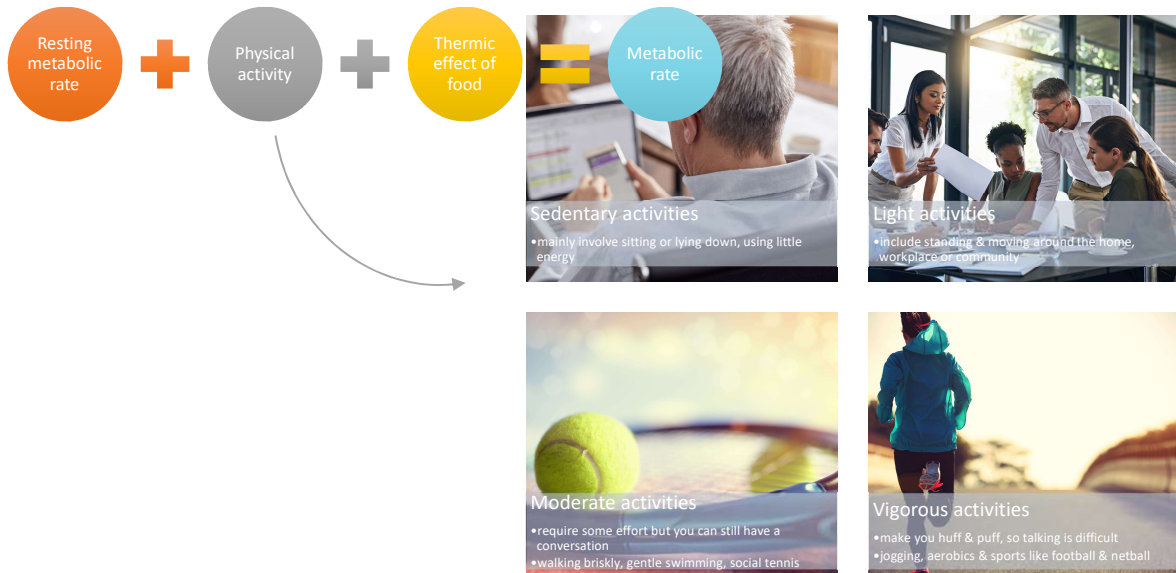 Resting
metabolic
rate
Physical
activity
Thermic
effect of
food
Metabolic
rate
Sedentary activities
•mainly involve sitting or lying down, using little
energy
Light activities
•include standing & moving around the home,
workplace or community
Moderate activities
•require some effort but you can still have a
conversation
•walking briskly, gentle swimming, social tennis
Vigorous activities
•make you huff & puff, so talking is difficult
•jogging, aerobics & sports like football & netball